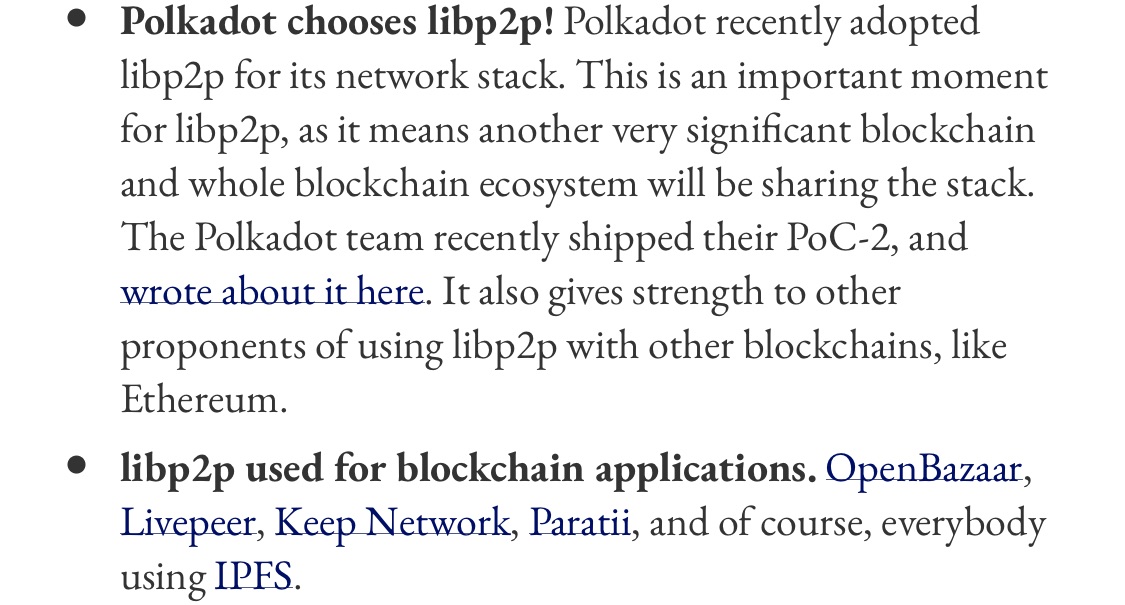 • Polkadot chooses libp2p! Polkadot recently adopted
libp2p for its network stack. This is an important moment
for libp2p, as it means another very significant blockchain
and whole blockchain ecosystem will be sharing the stack.
The Polkadot team recently shipped their PoC-2, and
wrote about it here. It also gives strength to other
proponents of using libp2p with other blockchains, like
Ethereum.
• libp2p used for blockchain applications. OpenBazaar,
Livepeer, Keep Network, Paratii, and of course, everybody
using IPFS.